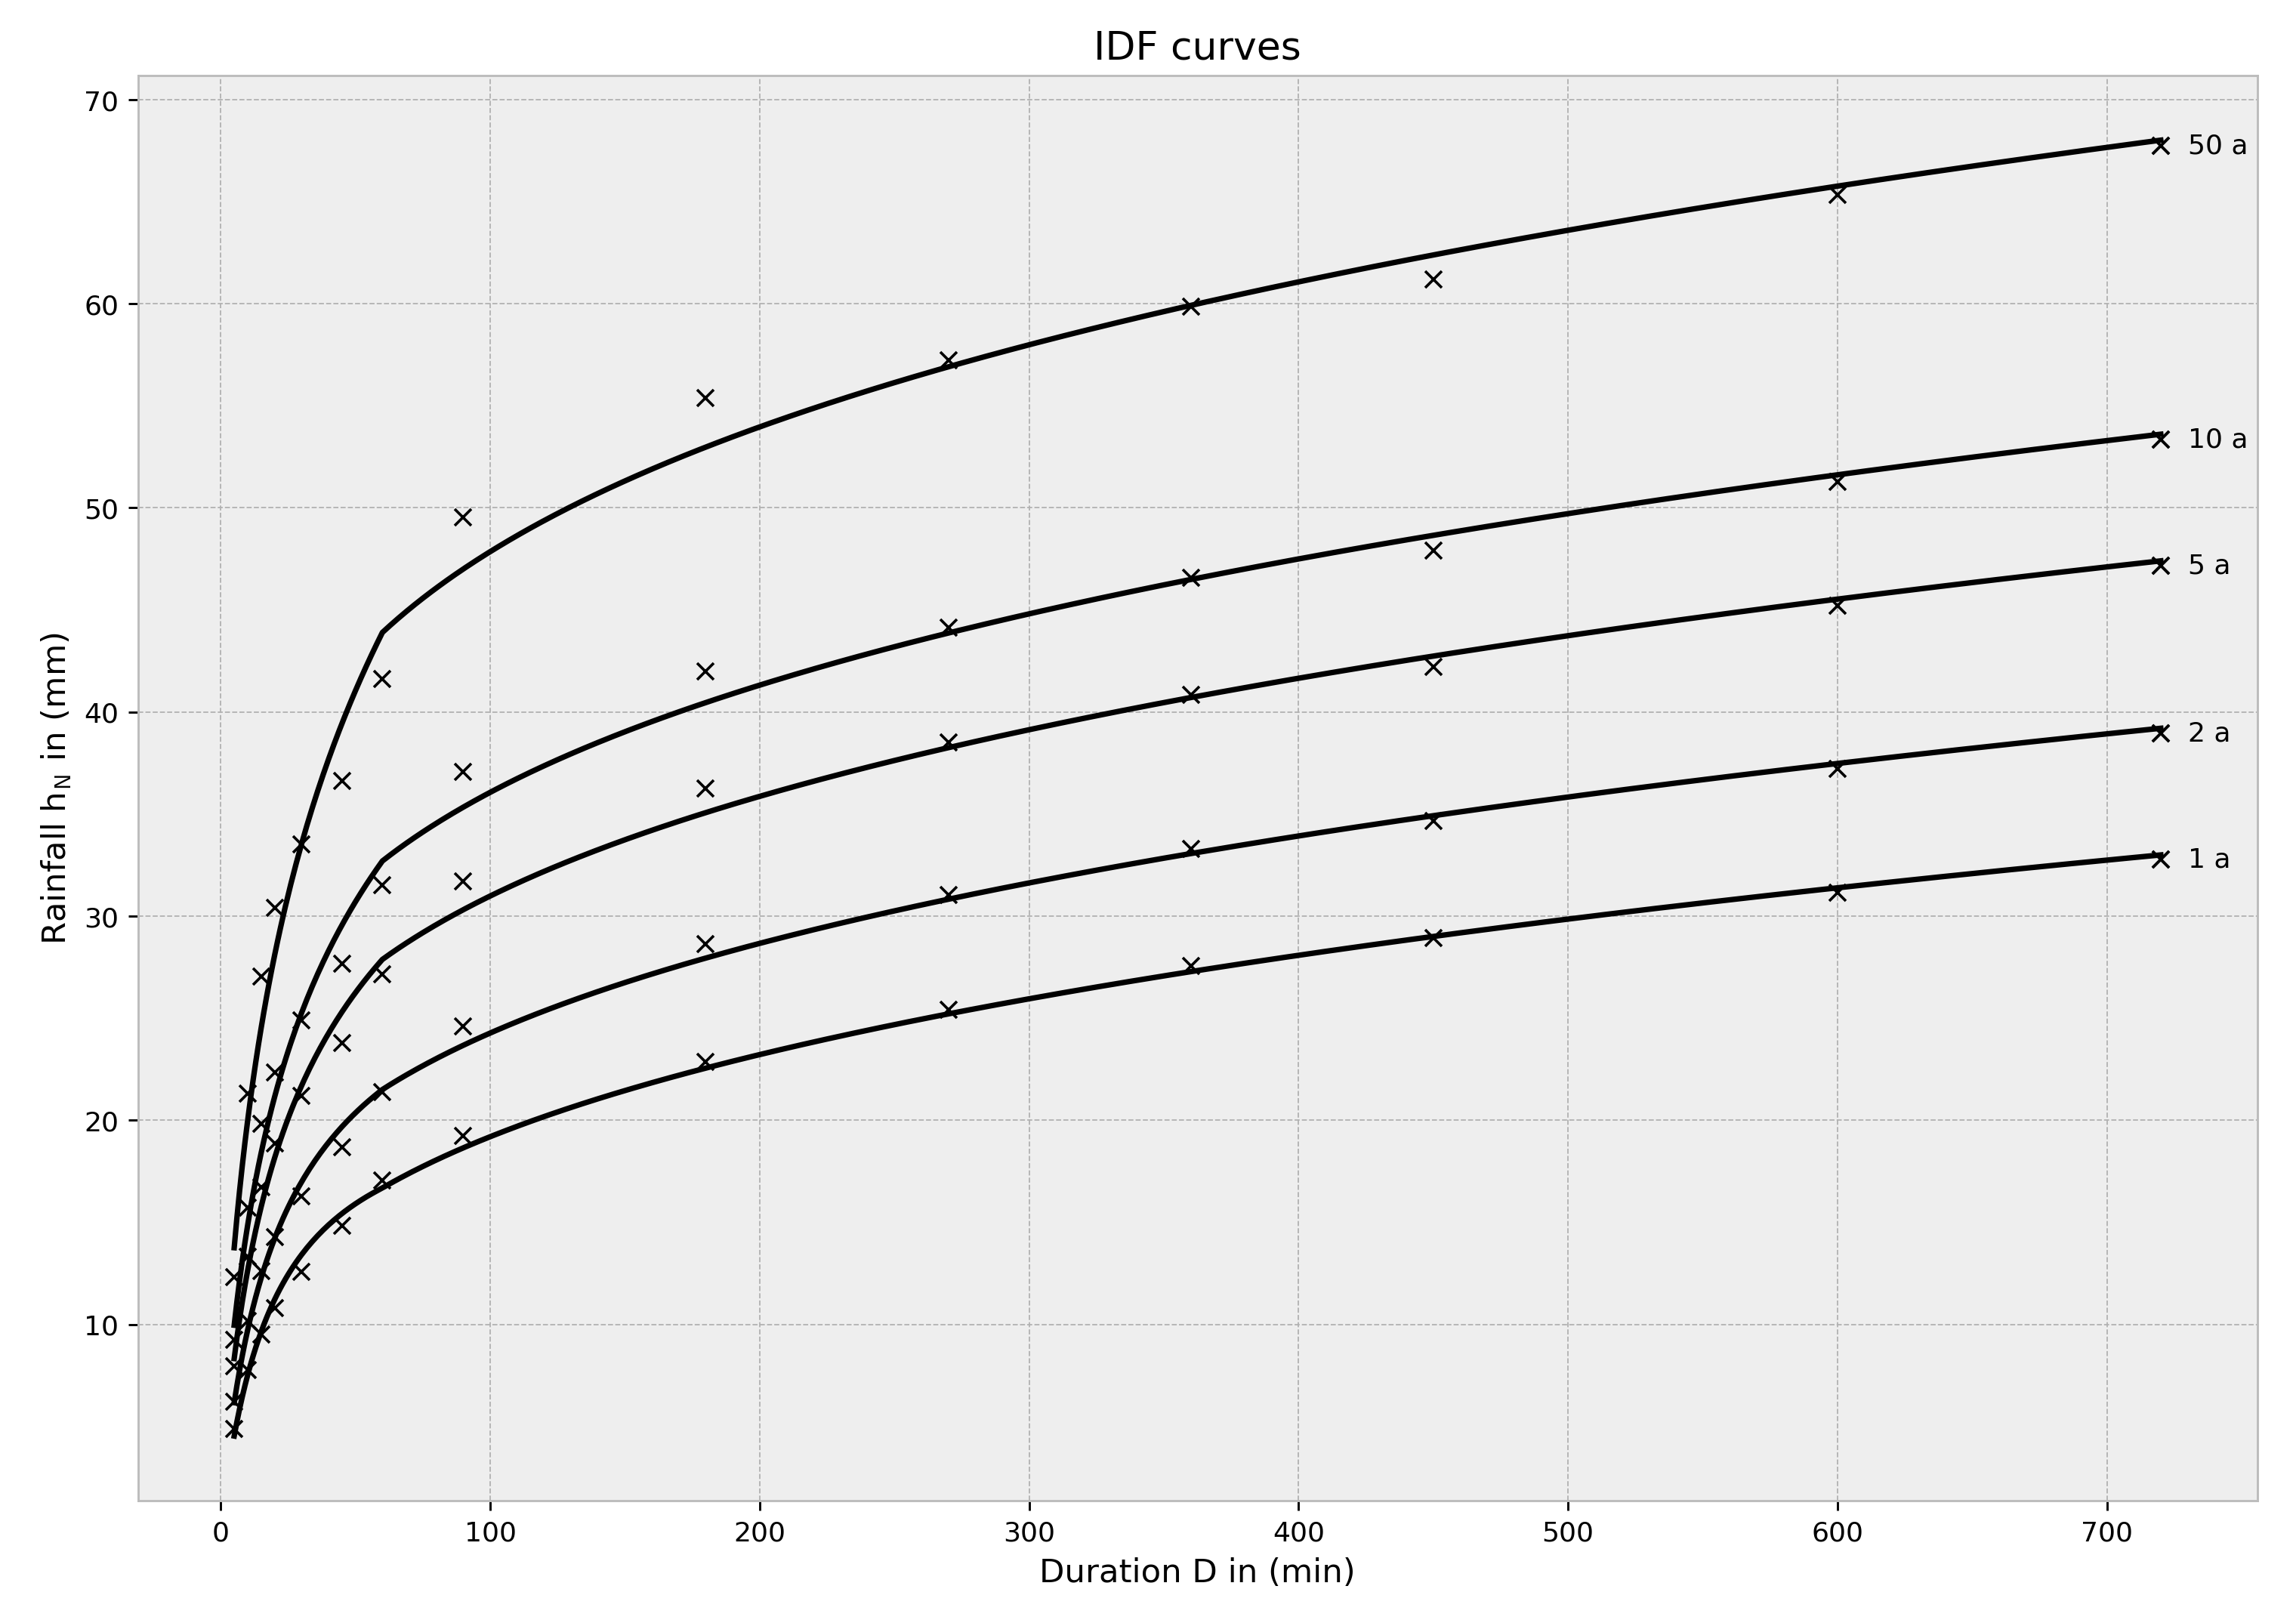 IDF curves
70
60
50
40
30
20
10
Rainfall h_N in (mm)
50 a
10 a
5 a
2 a
1 a
0 100 200 300 400 500 600 700
Duration D in (min)